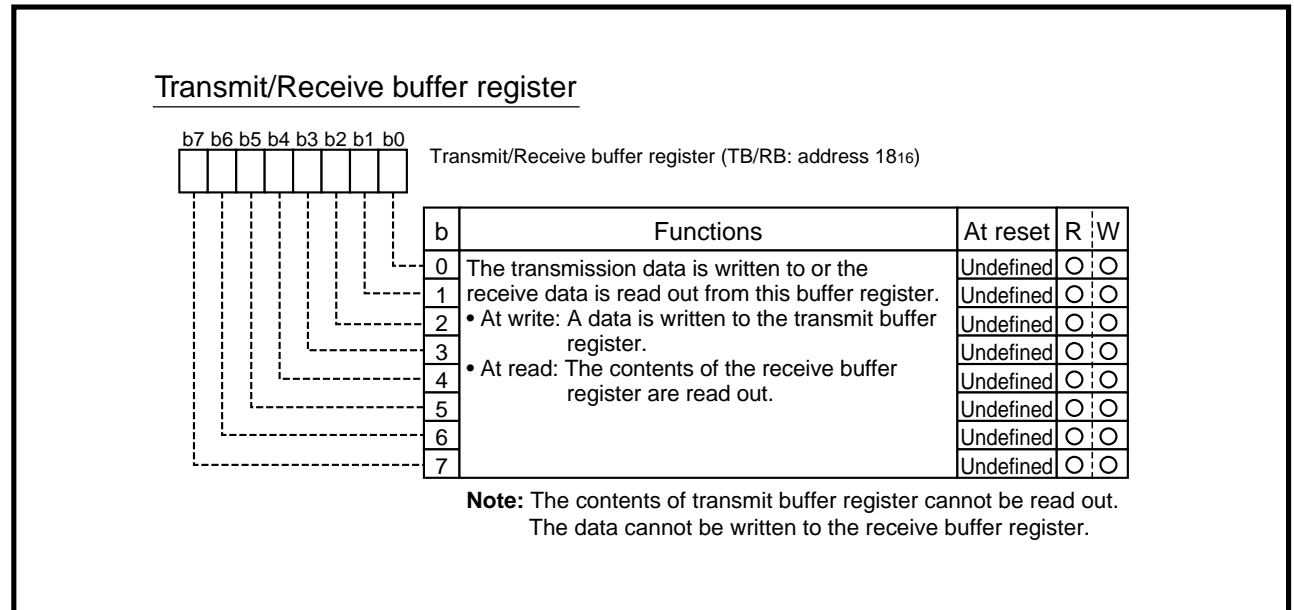 Transmit/Receive buffer register
b7 b6 b5 b4 b3 b2 b1 b0
Transmit/Receive buffer register (TB/RB: address 18₁₆)
b Functions At reset R W
0 The transmission data is written to or the Undefined ○ ○
1 receive data is read out from this buffer register. Undefined ○ ○
2 • At write: A data is written to the transmit buffer Undefined ○ ○
3 register. Undefined ○ ○
4 • At read: The contents of the receive buffer Undefined ○ ○
5 register are read out. Undefined ○ ○
6 Undefined ○ ○
7 Undefined ○ ○
Note: The contents of transmit buffer register cannot be read out.
The data cannot be written to the receive buffer register.